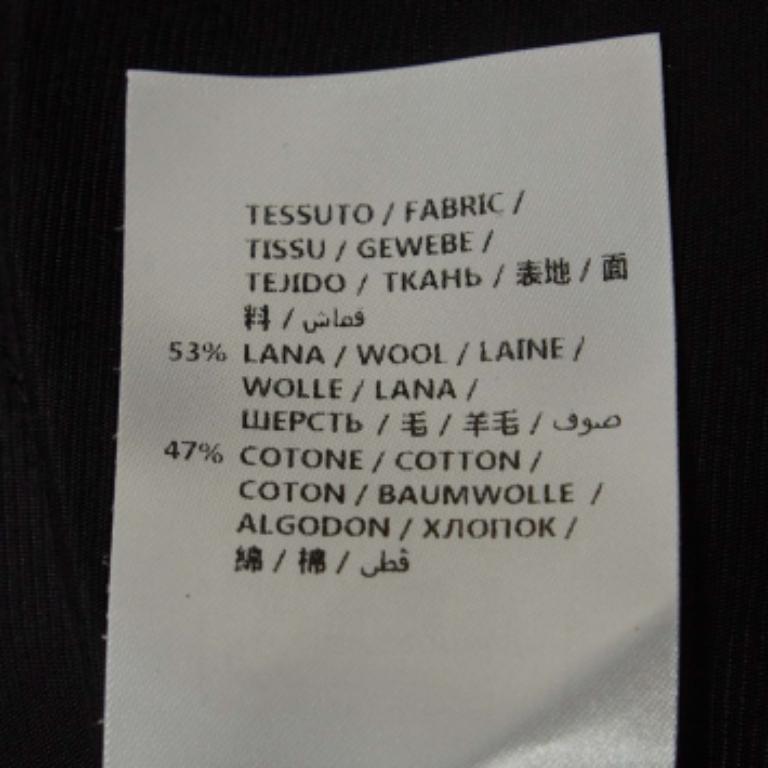 TESSUTO / FABRIC /
TISSU / GEWEBE /
TEJIDO / ТКАНЬ / 表地 / 面
料 / قماش
53% LANA / WOOL / LAINE /
WOLLE / LANA /
ШЕРСТЬ / 毛 / 羊毛 / صوف
47% COTONE / COTTON /
COTON / BAUMWOLLE /
ALGODON / ХЛОПОК /
綿 / 棉 / قطن